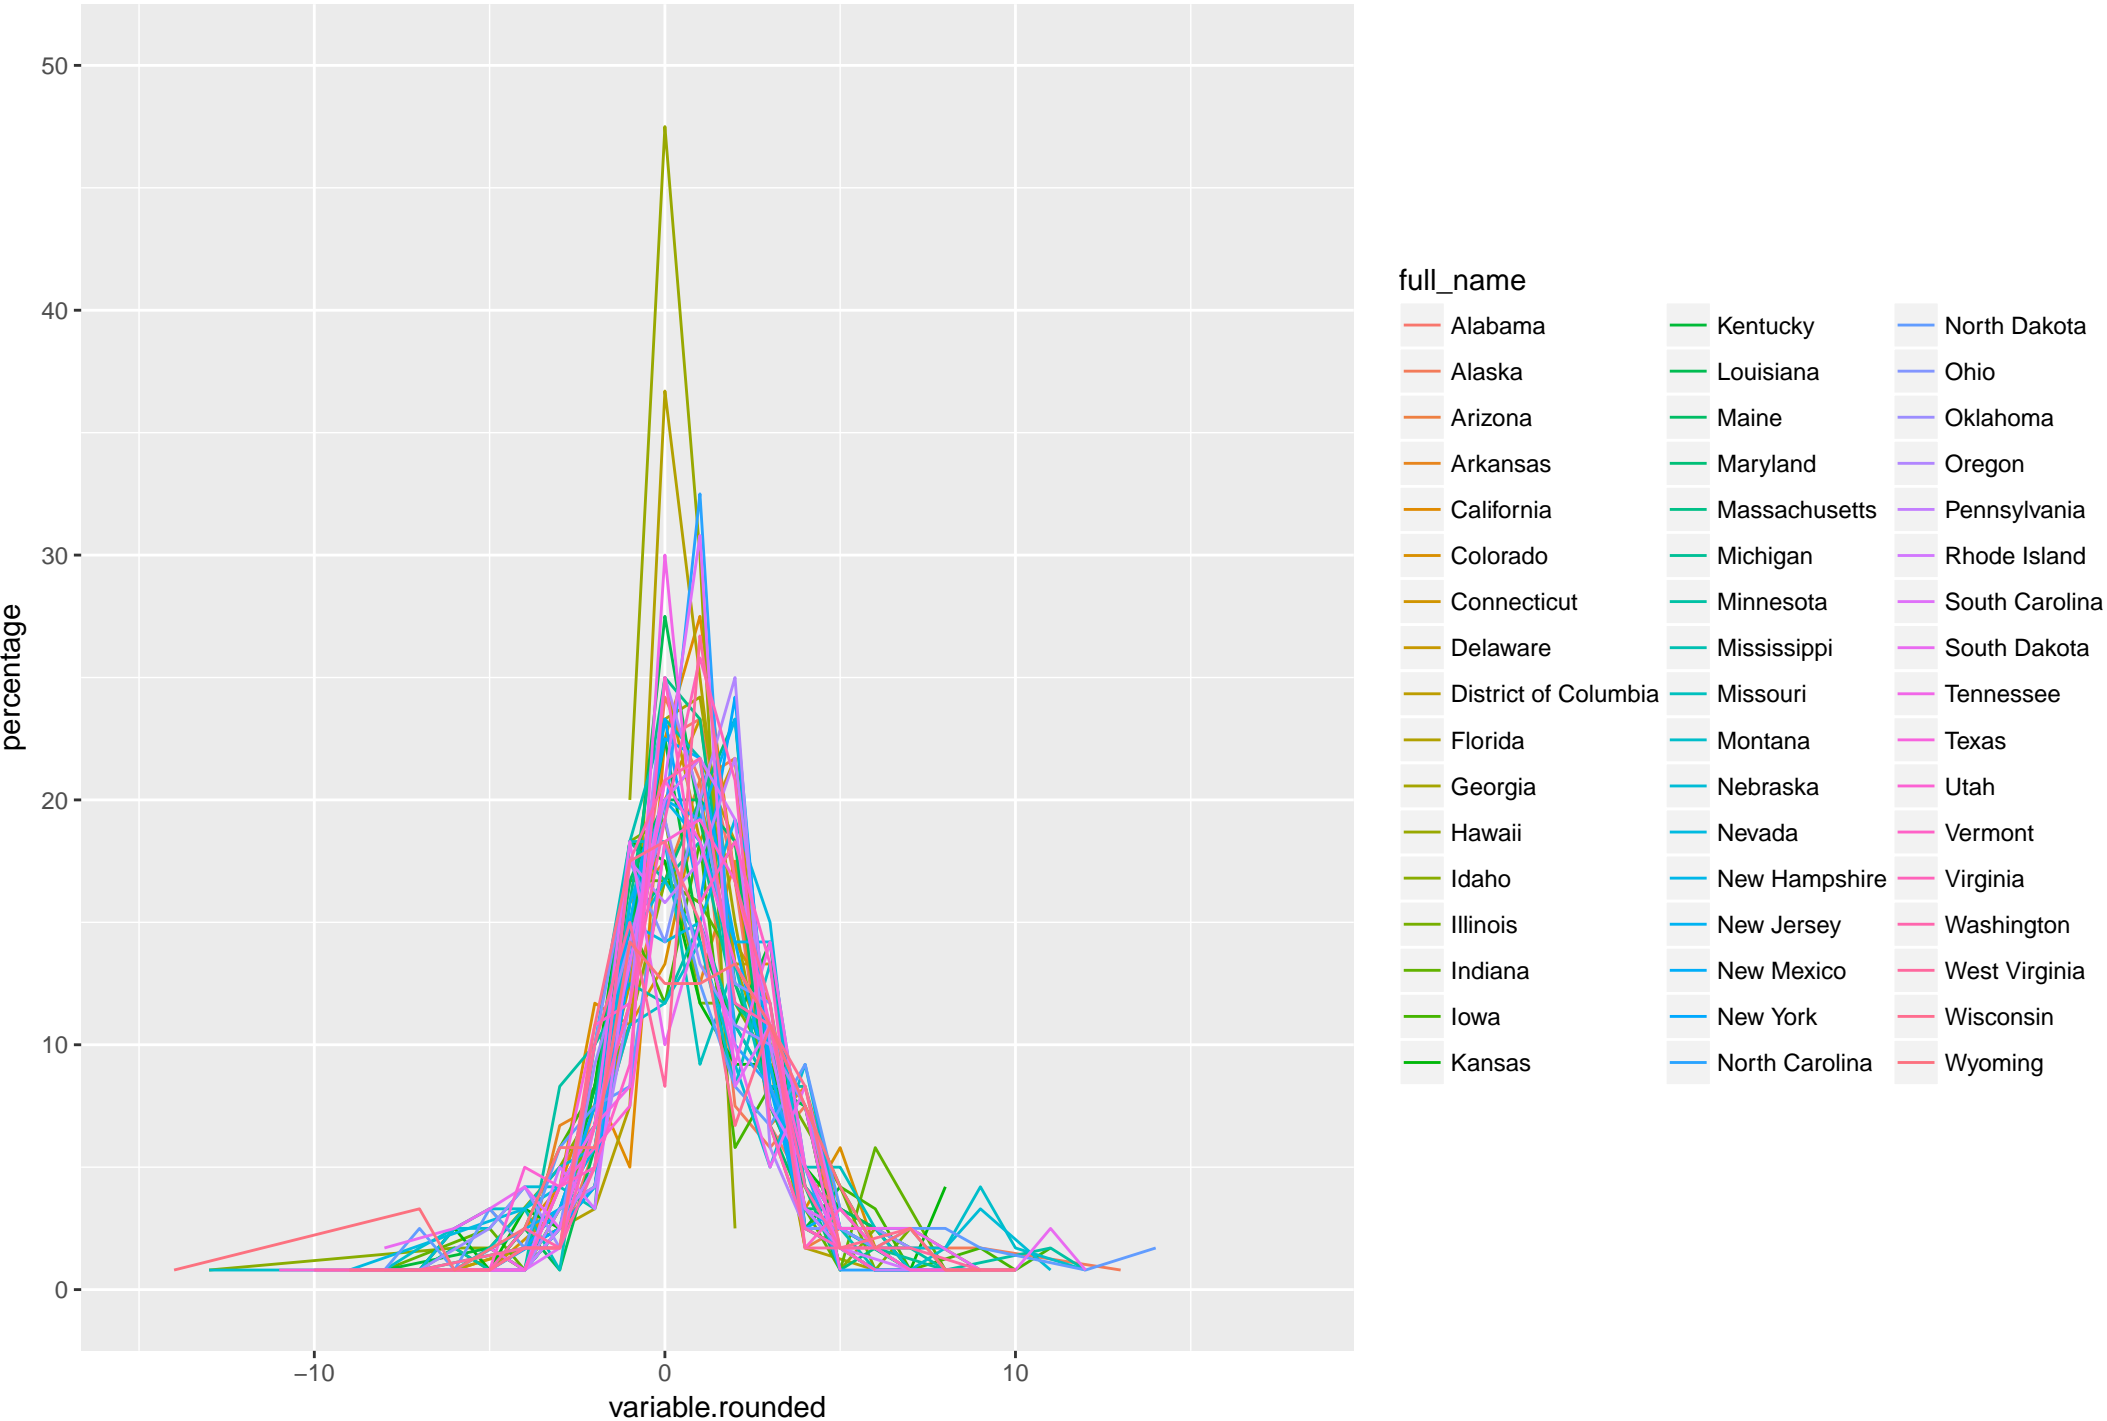 50
40
30
20
10
0
percentage
−10
0
10
variable.rounded
full_name
Alabama
Alaska
Arizona
Arkansas
California
Colorado
Connecticut
Delaware
District of Columbia
Florida
Georgia
Hawaii
Idaho
Illinois
Indiana
Iowa
Kansas
Kentucky
Louisiana
Maine
Maryland
Massachusetts
Michigan
Minnesota
Mississippi
Missouri
Montana
Nebraska
Nevada
New Hampshire
New Jersey
New Mexico
New York
North Carolina
North Dakota
Ohio
Oklahoma
Oregon
Pennsylvania
Rhode Island
South Carolina
South Dakota
Tennessee
Texas
Utah
Vermont
Virginia
Washington
West Virginia
Wisconsin
Wyoming